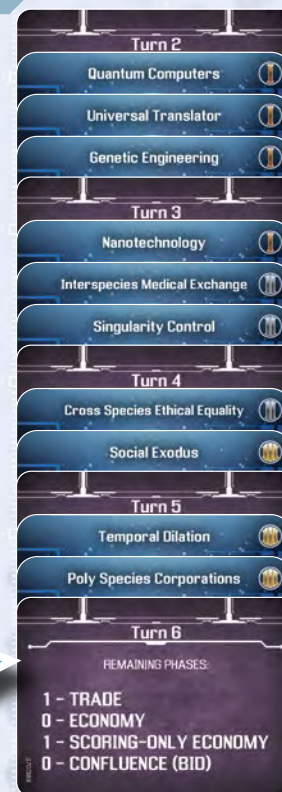 Turn 2
Quantum Computers
Universal Translator
Genetic Engineering
Turn 3
Nanotechnology
Interspecies Medical Exchange
Singularity Control
Turn 4
Cross Species Ethical Equality
Social Exodus
Turn 5
Temporal Dilation
Poly Species Corporations
Turn 6
REMAINING PHASES:
1 - TRADE
0 - ECONOMY
1 - SCORING-ONLY ECONOMY
0 - CONFLUENCE (BID)